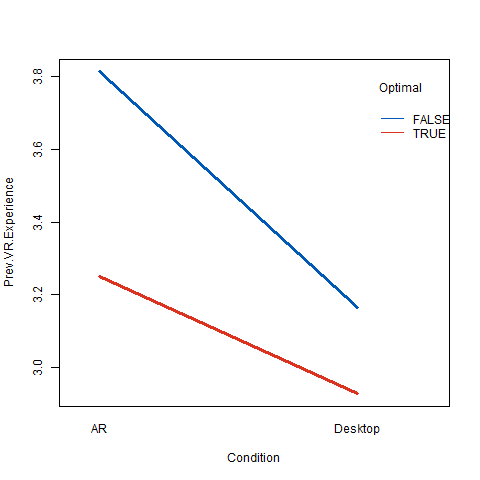 Optimal
FALSE
TRUE
Prev.VR.Experience
3.8
3.6
3.4
3.2
3.0
AR
Desktop
Condition